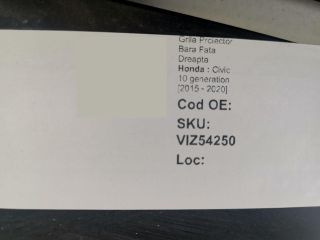 Grila Proiector
Bara Fata
Dreapta
Honda : Civic
10 generation
[2015 - 2020]
Cod OE:
SKU:
VIZ54250
Loc: